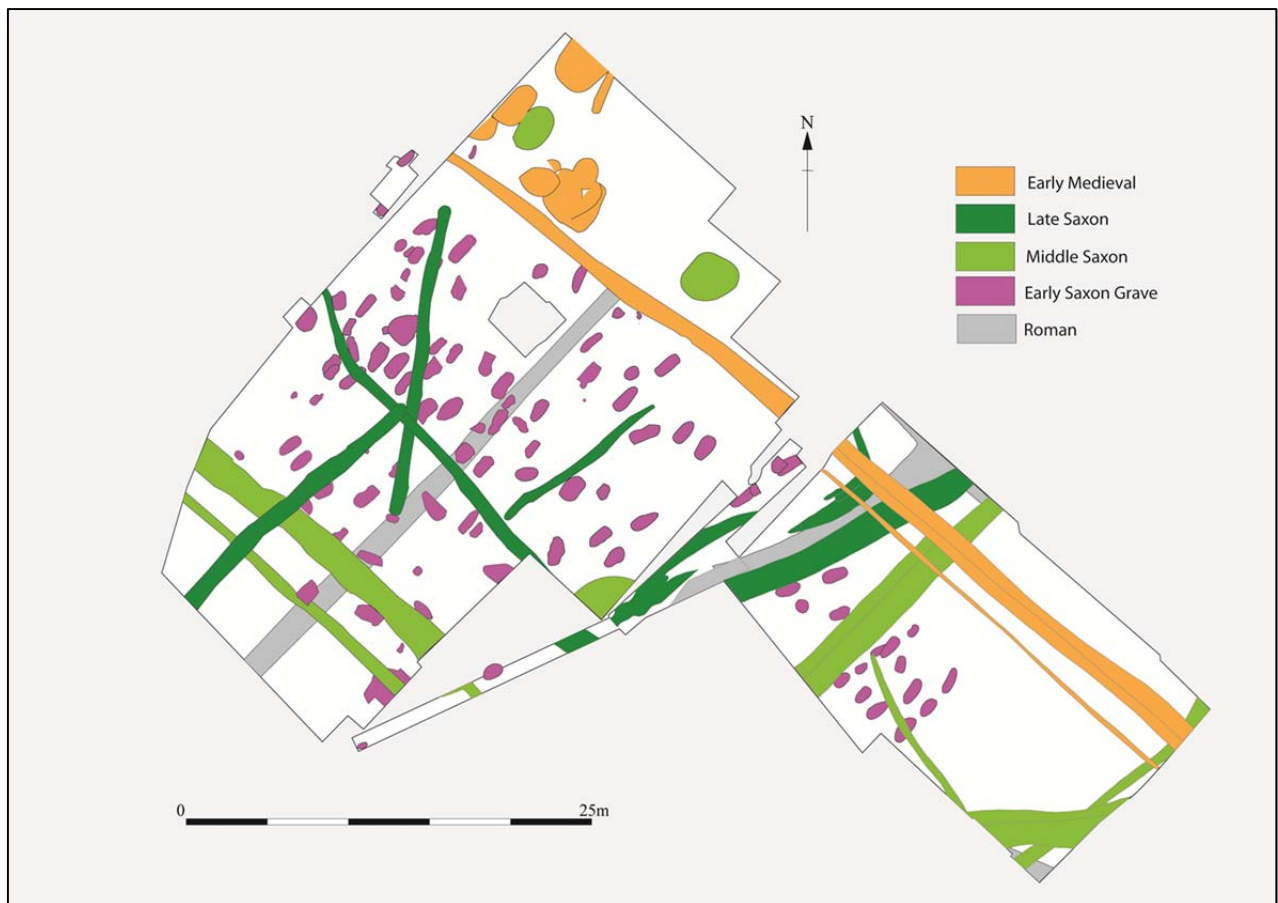 N
Early Medieval
Late Saxon
Middle Saxon
Early Saxon Grave
Roman
0 25m